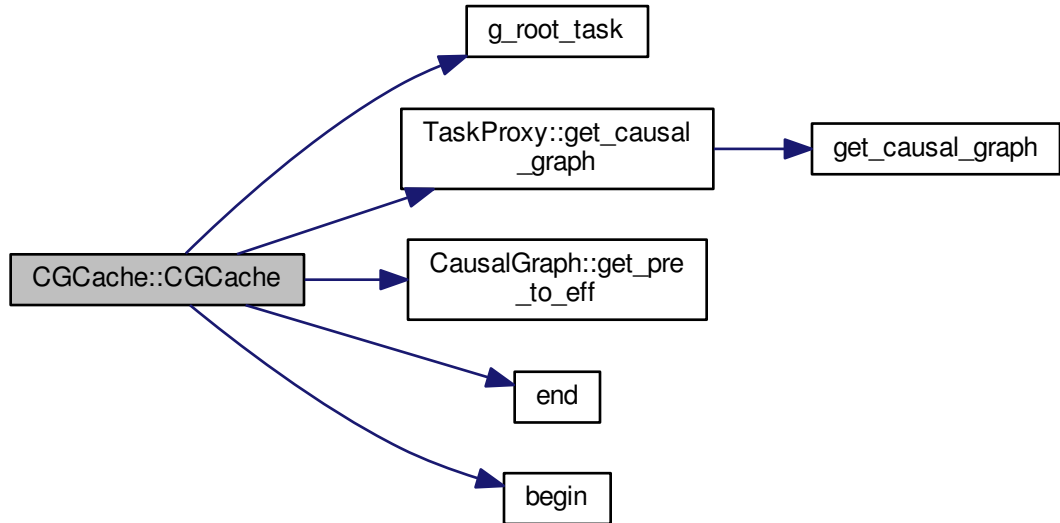 g_root_task
TaskProxy::get_causal
_graph
get_causal_graph
CausalGraph::get_pre
_to_eff
CGCache::CGCache
end
begin